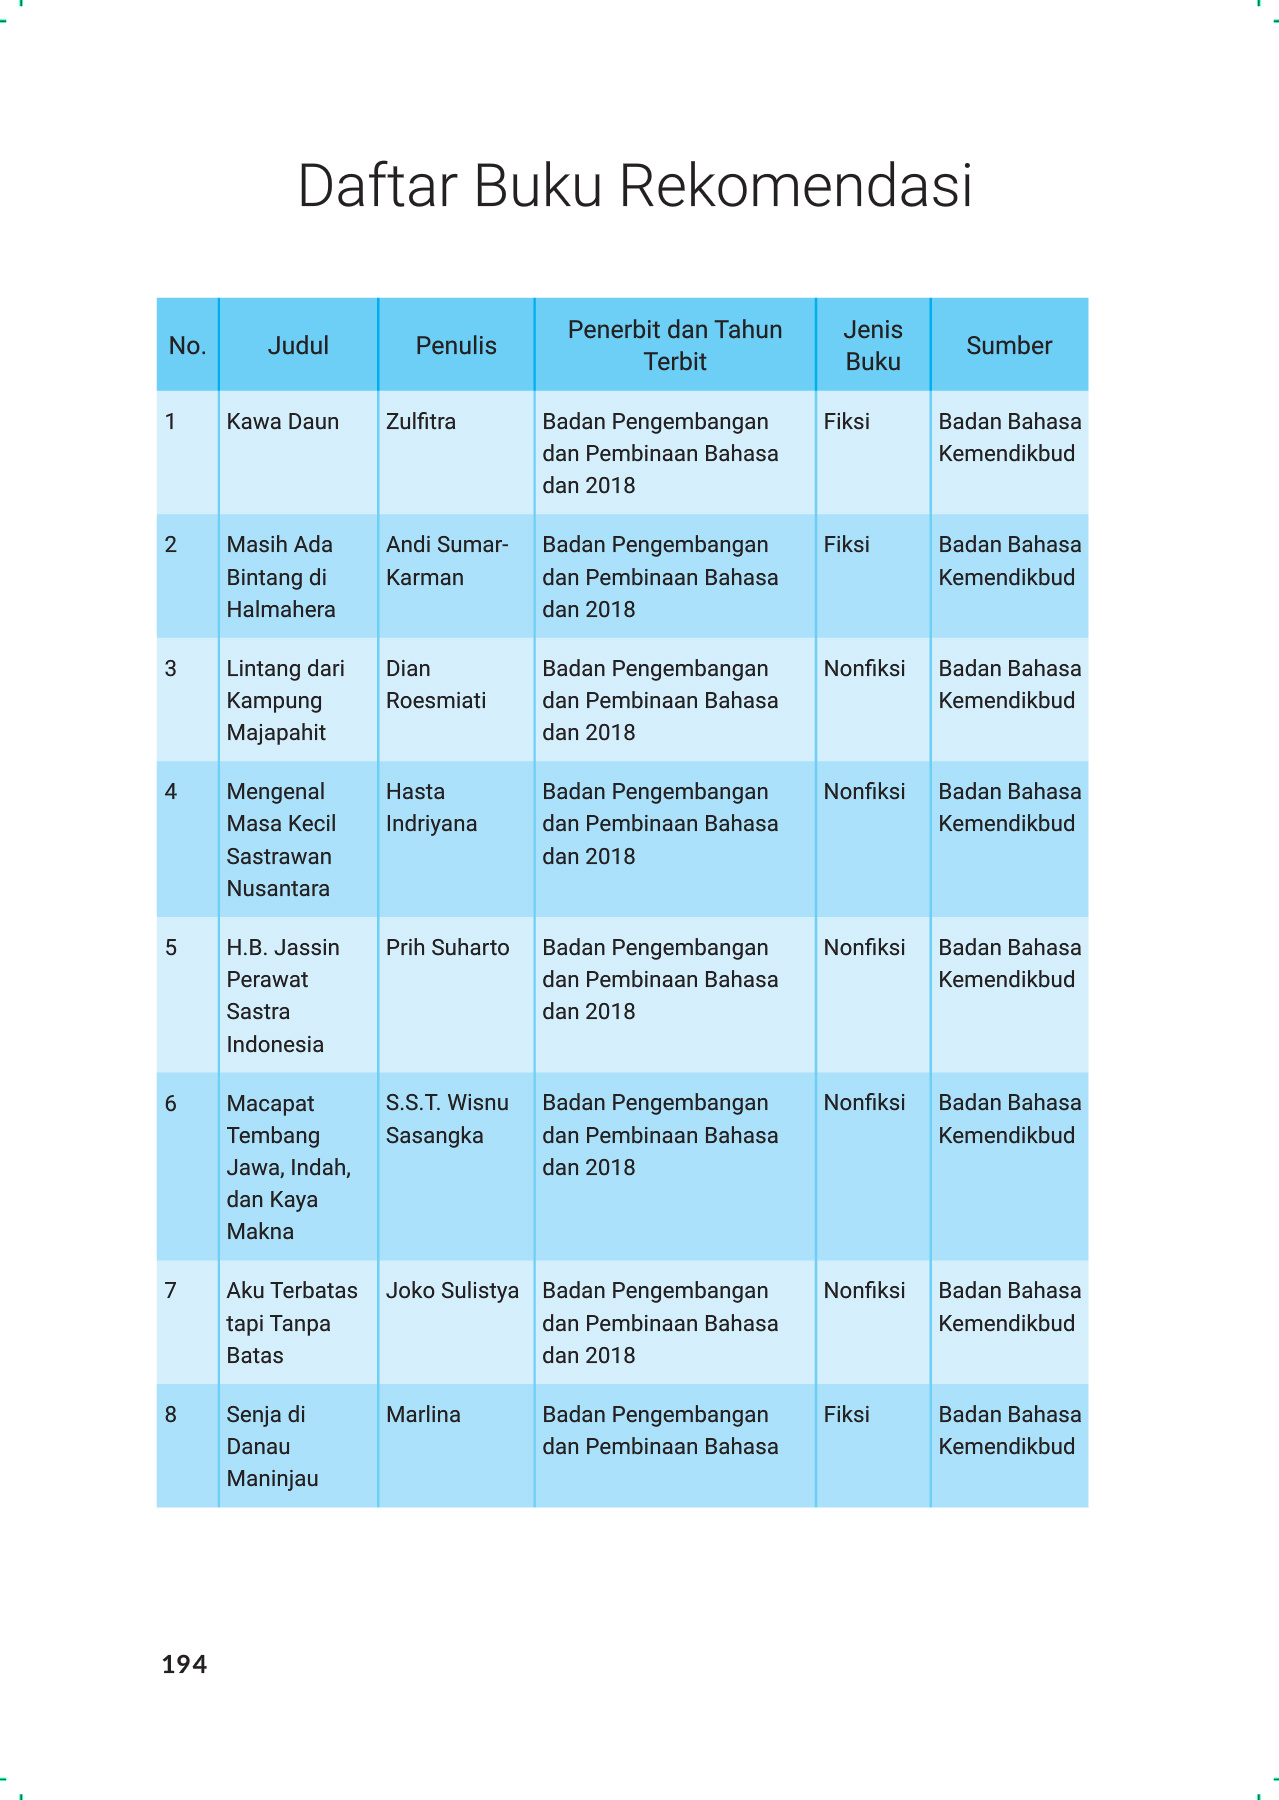 Daftar Buku Rekomendasi
No.
Judul
Penulis
Penerbit dan Tahun
Terbit
Jenis
Buku
Sumber
1
Kawa Daun
Zulfitra
Badan Pengembangan
dan Pembinaan Bahasa
dan 2018
Fiksi
Badan Bahasa
Kemendikbud
2
Masih Ada
Bintang di
Halmahera
Andi Sumar-
Karman
Badan Pengembangan
dan Pembinaan Bahasa
dan 2018
Fiksi
Badan Bahasa
Kemendikbud
3
Lintang dari
Kampung
Majapahit
Dian
Roesmiati
Badan Pengembangan
dan Pembinaan Bahasa
dan 2018
Nonfiksi
Badan Bahasa
Kemendikbud
4
Mengenal
Masa Kecil
Sastrawan
Nusantara
Hasta
Indriyana
Badan Pengembangan
dan Pembinaan Bahasa
dan 2018
Nonfiksi
Badan Bahasa
Kemendikbud
5
H.B. Jassin
Perawat
Sastra
Indonesia
Prih Suharto
Badan Pengembangan
dan Pembinaan Bahasa
dan 2018
Nonfiksi
Badan Bahasa
Kemendikbud
6
Macapat
Tembang
Jawa, Indah,
dan Kaya
Makna
S.S.T. Wisnu
Sasangka
Badan Pengembangan
dan Pembinaan Bahasa
dan 2018
Nonfiksi
Badan Bahasa
Kemendikbud
7
Aku Terbatas
tapi Tanpa
Batas
Joko Sulistya
Badan Pengembangan
dan Pembinaan Bahasa
dan 2018
Nonfiksi
Badan Bahasa
Kemendikbud
8
Senja di
Danau
Maninjau
Marlina
Badan Pengembangan
dan Pembinaan Bahasa
Fiksi
Badan Bahasa
Kemendikbud
194